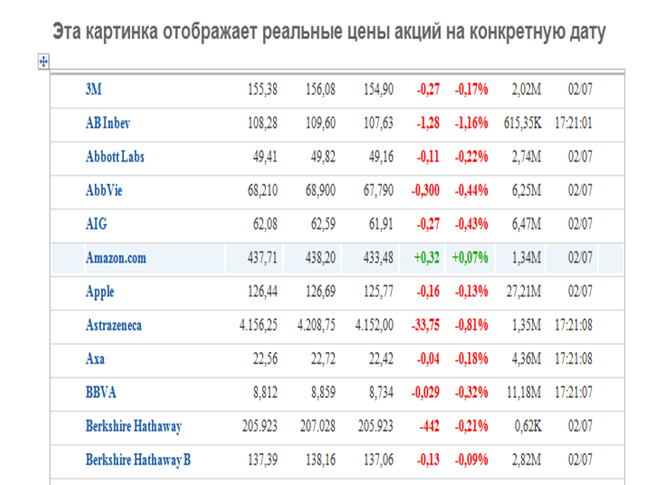 Эта картинка отображает реальные цены акций на конкретную дату
3M 155,38 156,08 154,90 -0,27 -0,17% 2,02M 02/07
AB Inbev 108,28 109,60 107,63 -1,28 -1,16% 615,35K 17:21:01
Abbott Labs 49,41 49,82 49,16 -0,11 -0,22% 2,74M 02/07
AbbVie 68,210 68,900 67,790 -0,300 -0,44% 6,25M 02/07
AIG 62,08 62,59 61,91 -0,27 -0,43% 6,47M 02/07
Amazon.com 437,71 438,20 433,48 +0,32 +0,07% 1,34M 02/07
Apple 126,44 126,69 125,77 -0,16 -0,13% 27,21M 02/07
Astrazeneca 4.156,25 4.208,75 4.152,00 -33,75 -0,81% 1,35M 17:21:08
Axa 22,56 22,72 22,42 -0,04 -0,18% 4,36M 17:21:08
BBVA 8,812 8,859 8,734 -0,029 -0,32% 11,18M 17:21:07
Berkshire Hathaway 205.923 207.028 205.923 -442 -0,21% 0,62K 02/07
Berkshire Hathaway B 137,39 138,16 137,06 -0,13 -0,09% 2,82M 02/07